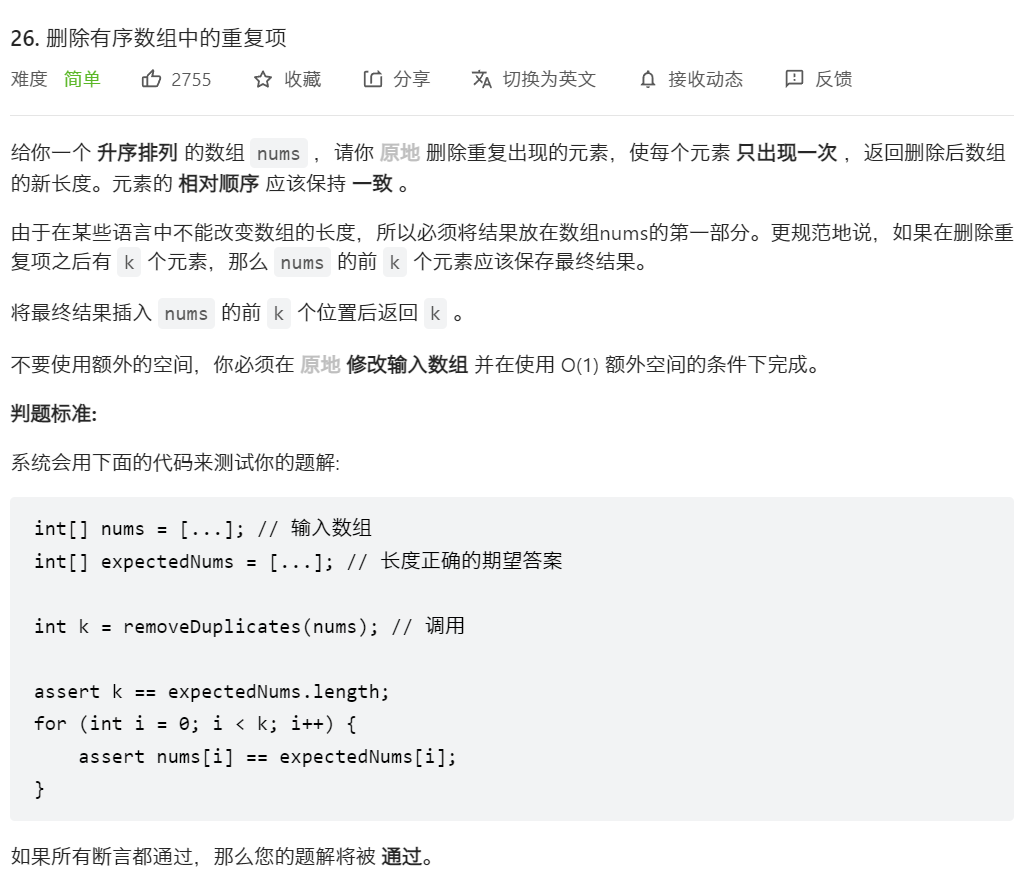 26. 删除有序数组中的重复项
难度 简单 2755 收藏 分享 切换为英文 接收动态 反馈
给你一个 升序排列 的数组 nums ，请你 原地 删除重复出现的元素，使每个元素 只出现一次 ，返回删除后数组
的新长度。元素的 相对顺序 应该保持 一致 。
由于在某些语言中不能改变数组的长度，所以必须将结果放在数组nums的第一部分。更规范地说，如果在删除重
复项之后有 k 个元素，那么 nums 的前 k 个元素应该保存最终结果。
将最终结果插入 nums 的前 k 个位置后返回 k 。
不要使用额外的空间，你必须在 原地 修改输入数组 并在使用 O(1) 额外空间的条件下完成。
判题标准:
系统会用下面的代码来测试你的题解:
int[] nums = [...]; // 输入数组
int[] expectedNums = [...]; // 长度正确的期望答案
int k = removeDuplicates(nums); // 调用
assert k == expectedNums.length;
for (int i = 0; i < k; i++) {
    assert nums[i] == expectedNums[i];
}
如果所有断言都通过，那么您的题解将被 通过。